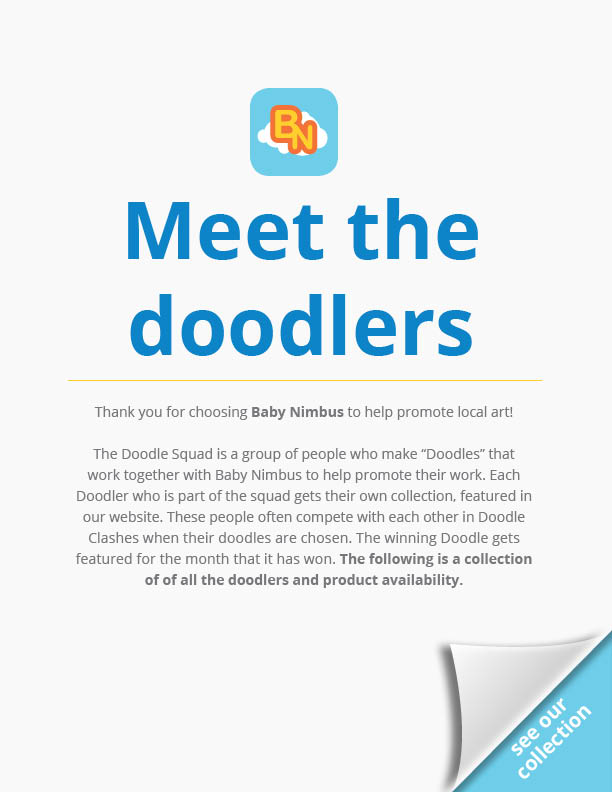 BN
Meet the
doodlers
Thank you for choosing Baby Nimbus to help promote local art!
The Doodle Squad is a group of people who make “Doodles” that
work together with Baby Nimbus to help promote their work. Each
Doodler who is part of the squad gets their own collection, featured in
our website. These people often compete with each other in Doodle
Clashes when their doodles are chosen. The winning Doodle gets
featured for the month that it has won. The following is a collection
of of all the doodlers and product availability.
see our
collection